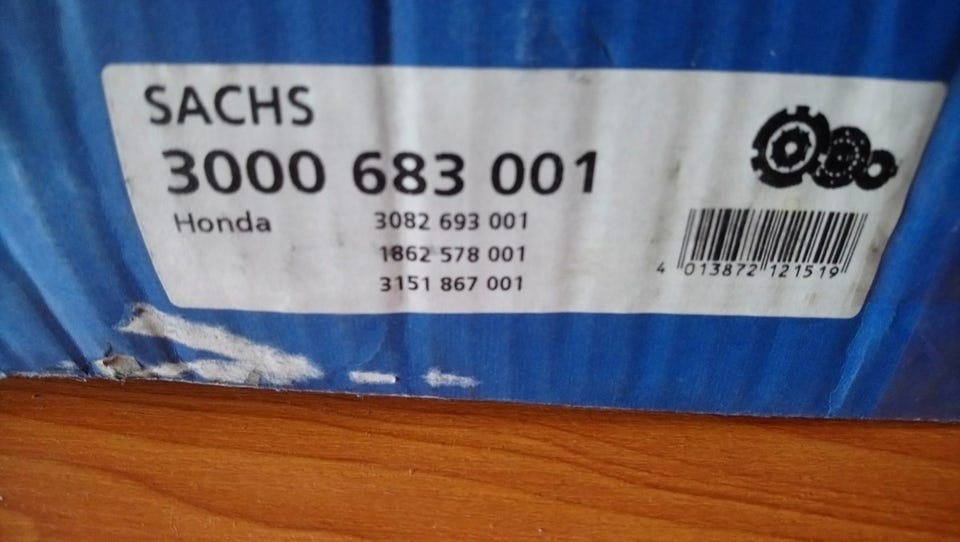 SACHS
3000 683 001
Honda 3082 693 001
1862 578 001
3151 867 001
4 013872 121519